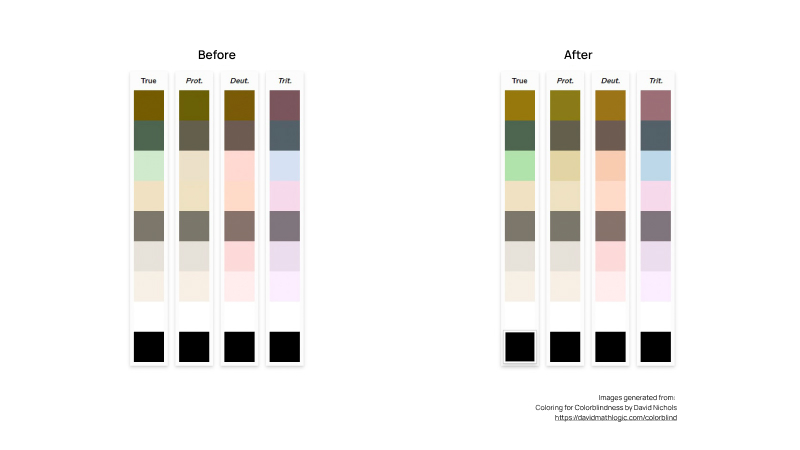 Before
After
True Prot. Deut. Trit.
True Prot. Deut. Trit.
Images generated from:
Coloring for Colorblindness by David Nichols
https://davidmathlogic.com/colorblind